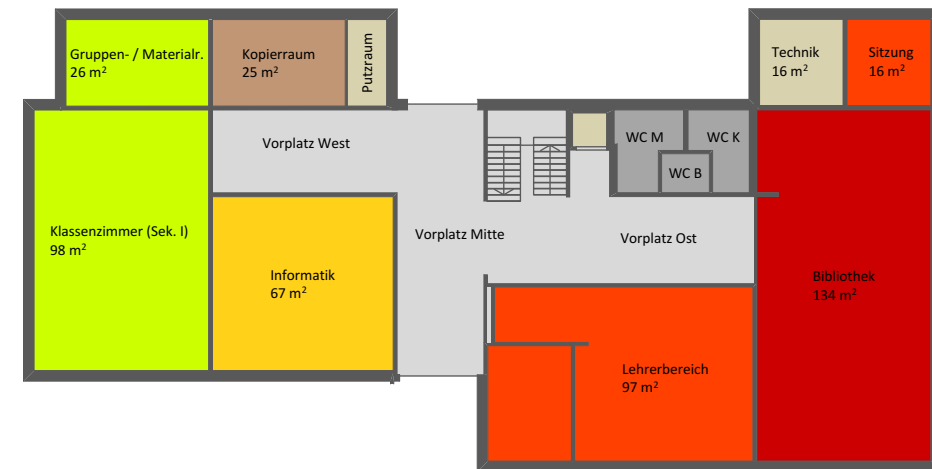 Gruppen- / Materialr.
26 m²
Kopierraum
25 m²
Putzraum
Technik
16 m²
Sitzung
16 m²
Vorplatz West
WC M
WC K
WC B
Klassenzimmer (Sek. I)
98 m²
Vorplatz Mitte
Vorplatz Ost
Informatik
67 m²
Bibliothek
134 m²
Lehrerbereich
97 m²